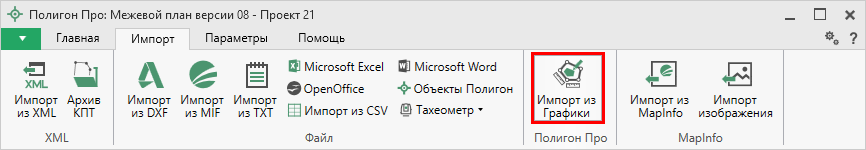 Полигон Про: Межевой план версии 08 - Проект 21
Главная Импорт Параметры Помощь
XML
Импорт из XML
Архив КПТ
XML
Импорт из DXF
Импорт из MIF
Импорт из TXT
Microsoft Excel
OpenOffice
Импорт из CSV
Microsoft Word
Объекты Полигон
Тахеометр
Файл
Импорт из Графики
Полигон Про
Импорт из MapInfo
Импорт изображения
MapInfo